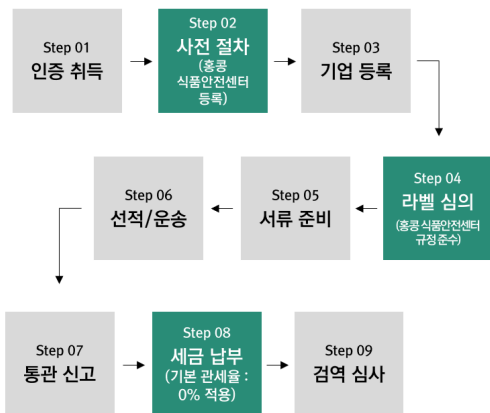 Step 01
인증 취득
Step 02
사전 절차
(홍콩
식품안전센터
등록)
Step 03
기업 등록
Step 04
라벨 심의
(홍콩 식품안전센터
규정 준수)
Step 05
서류 준비
Step 06
선적/운송
Step 07
통관 신고
Step 08
세금 납부
(기본 관세율 :
0% 적용)
Step 09
검역 심사